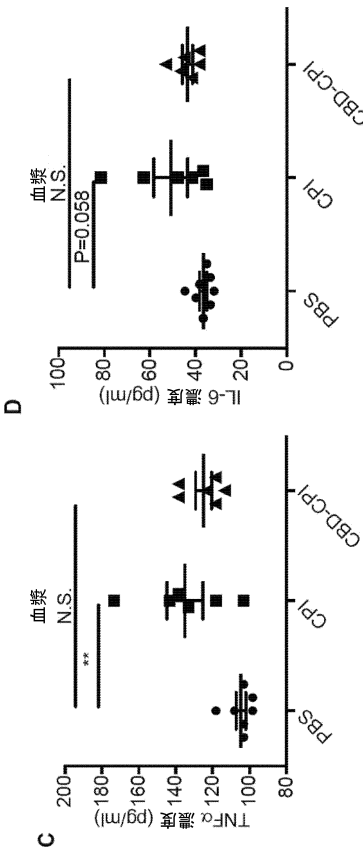 C
血漿
N.S.
**
TNFα 濃度 (pg/ml)
200
180
160
140
120
100
80
PBS
CPI
CBD-CPI
D
血漿
N.S.
P=0.058
IL-6 濃度 (pg/ml)
100
80
60
40
20
0
PBS
CPI
CBD-CPI